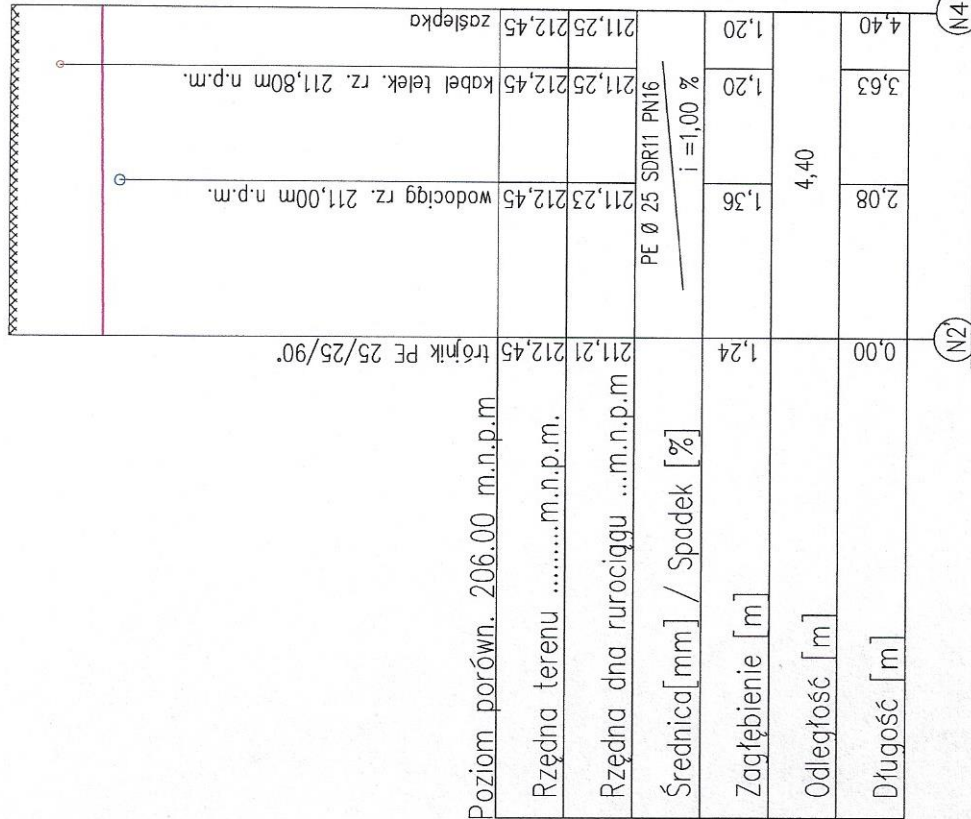 Poziom porówn. 206.00 m.n.p.m
Rzędna terenu .........m.n.p.m.
212,45 212,45 212,45 212,45
Rzędna dna rurociągu ...m.n.p.m
211,21 211,23 211,25 211,25
Średnica[mm] / Spadek [%]
PE Ø 25 SDR11 PN16
i =1,00 %
Zagłębienie [m]
1,24 1,36 1,20 1,20
Odległość [m]
4,40
Długość [m]
0,00 2,08 3,63 4,40
trójnik PE 25/25/90°
wodociąg rz. 211,00m n.p.m.
kabel telek. rz. 211,80m n.p.m.
zaślepka
N2'
N4